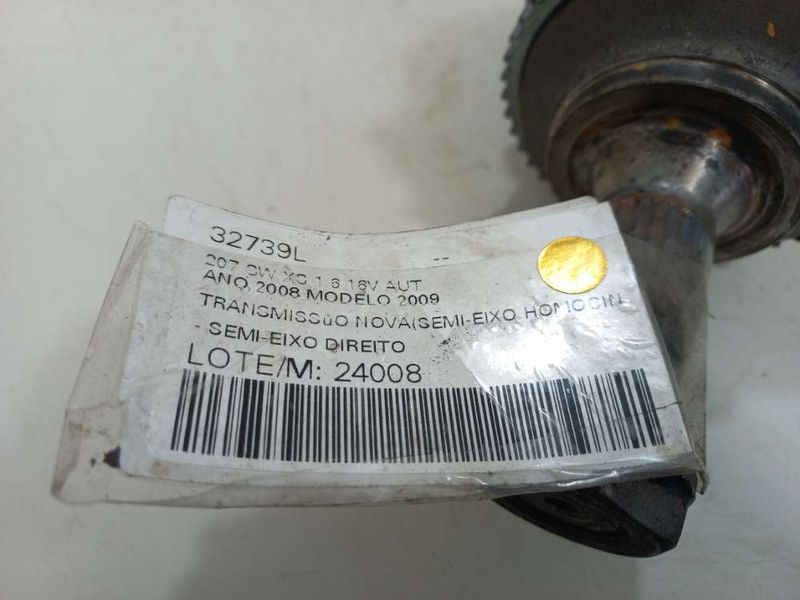 32739L --
207 SW XS 1.6 16V AUT
ANO 2008 MODELO 2009
TRANSMISSãO NOVA(SEMI-EIXO HOMOCIN
- SEMI-EIXO DIREITO
LOTE/M: 24008